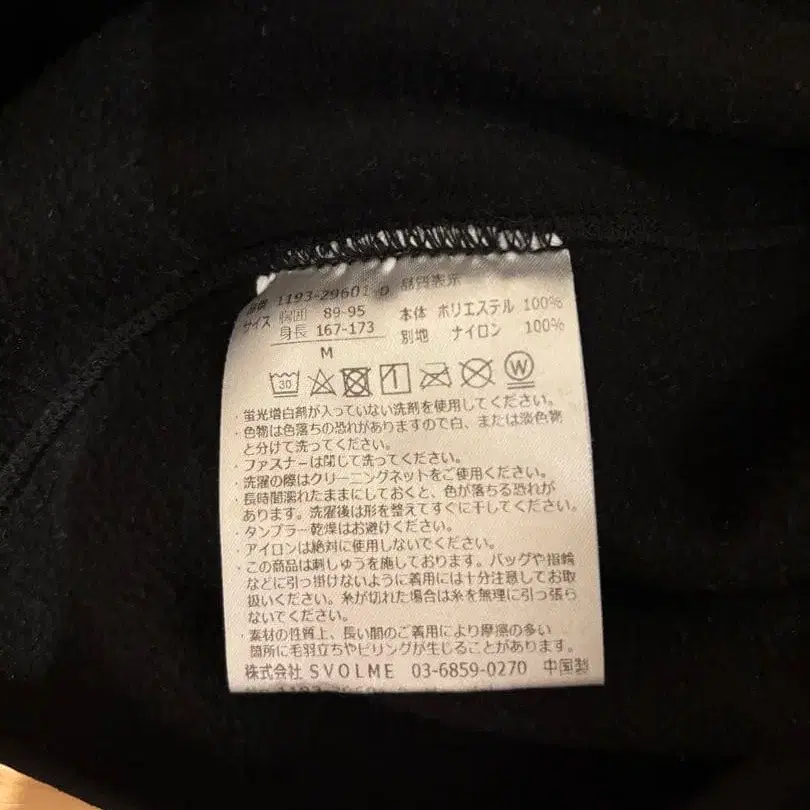 品番 1193-29601-0 品質表示
サイズ 胸囲 89-95 本体 ポリエステル 100%
身長 167-173 別地 ナイロン 100%
M
30 W
・蛍光増白剤が入っていない洗剤を使用してください。
・色物は色落ちの恐れがありますので白、または淡色物
と分けて洗ってください。
・ファスナーは閉じて洗ってください。
・洗濯の際はクリーニングネットをご使用ください。
・長時間濡れたままにしておくと、色が落ちる恐れが
あります。洗濯後は形を整えてすぐに干してください。
・タンブラー乾燥はお避けください。
・アイロンは絶対に使用しないでください。
・この商品は刺しゅうを施しております。バッグや指輪
などに引っ掛けないように着用には十分注意してお取
扱いください。糸が切れた場合は糸を無理に引っ張ら
ないでください。
・素材の性質上、長い間のご着用により摩擦の多い
箇所に毛羽立ちやピリングが生じることがあります。
株式会社 SVOLME 03-6859-0270 中国製